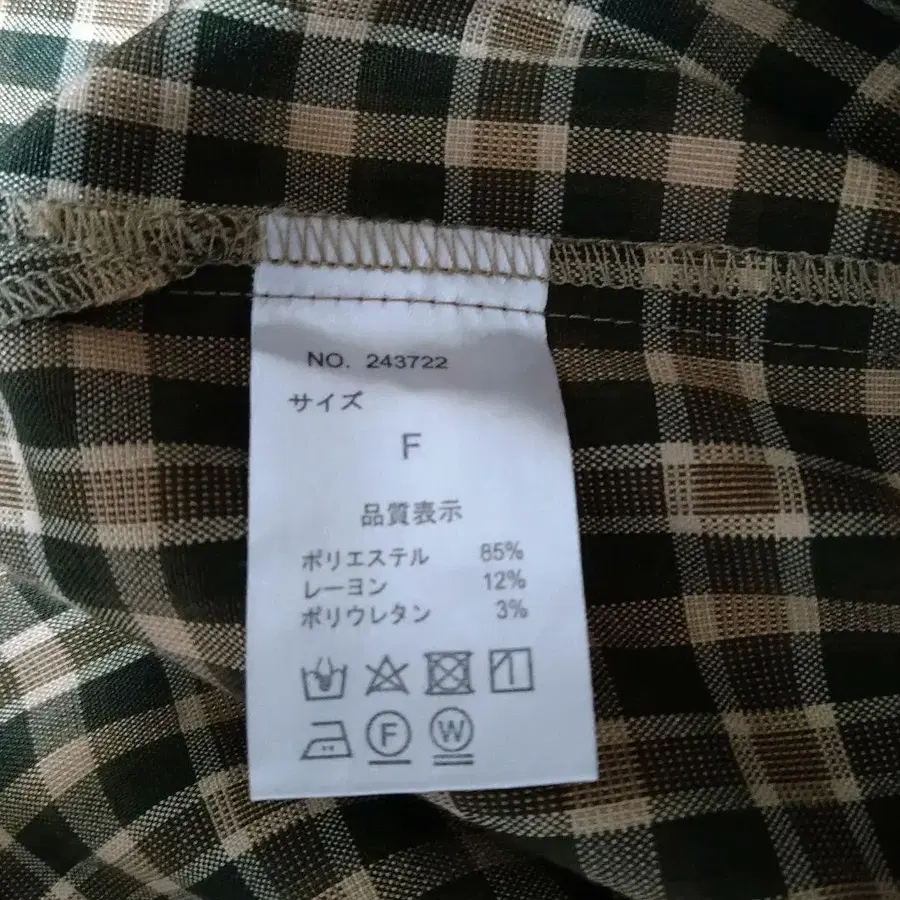 NO. 243722
サイズ
F
品質表示
ポリエステル 85%
レーヨン 12%
ポリウレタン 3%
F W